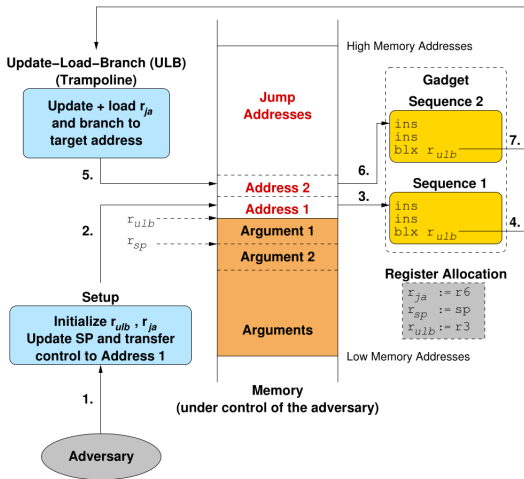 Update−Load−Branch (ULB)
(Trampoline)
Update + load r_ja
and branch to
target address
5.
2.
Setup
Initialize r_ulb , r_ja
Update SP and transfer
control to Address 1
1.
Adversary
High Memory Addresses
Jump
Addresses
Address 2
Address 1
r_ulb
r_sp
Argument 1
Argument 2
Arguments
Low Memory Addresses
Memory
(under control of the adversary)
6.
3.
Gadget
Sequence 2
ins
ins
blx r_ulb
7.
Sequence 1
ins
ins
blx r_ulb
4.
Register Allocation
r_ja := r6
r_sp := sp
r_ulb := r3